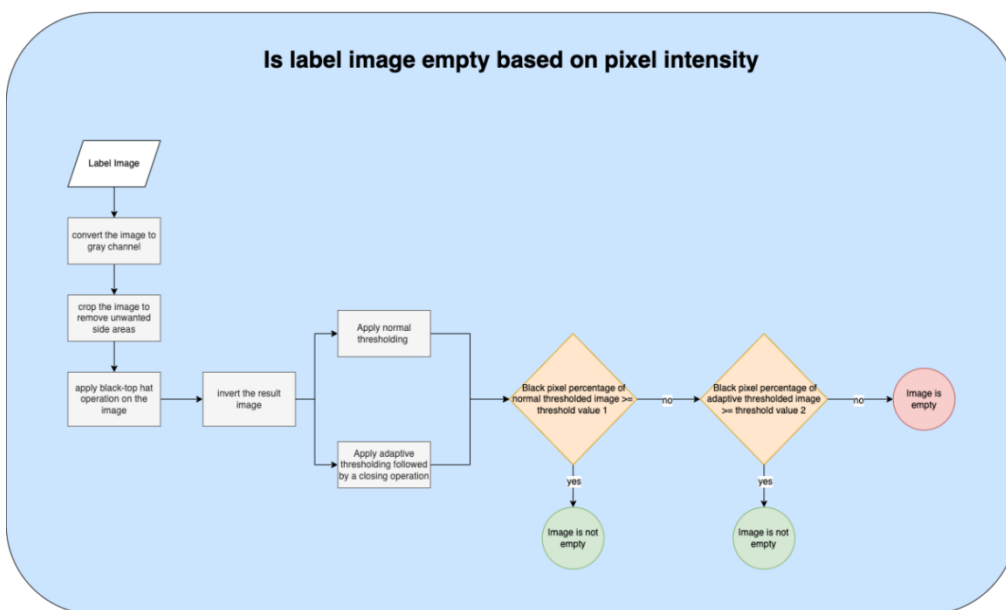 Is label image empty based on pixel intensity
Label Image
convert the image to
gray channel
crop the image to
remove unwanted
side areas
apply black-top hat
operation on the
image
invert the result
image
Apply normal
thresholding
Apply adaptive
thresholding followed
by a closing operation
Black pixel percentage of
normal thresholded image >=
threshold value 1
no
yes
Image is not
empty
Black pixel percentage of
adaptive thresholded image
>= threshold value 2
no
yes
Image is not
empty
Image is
empty